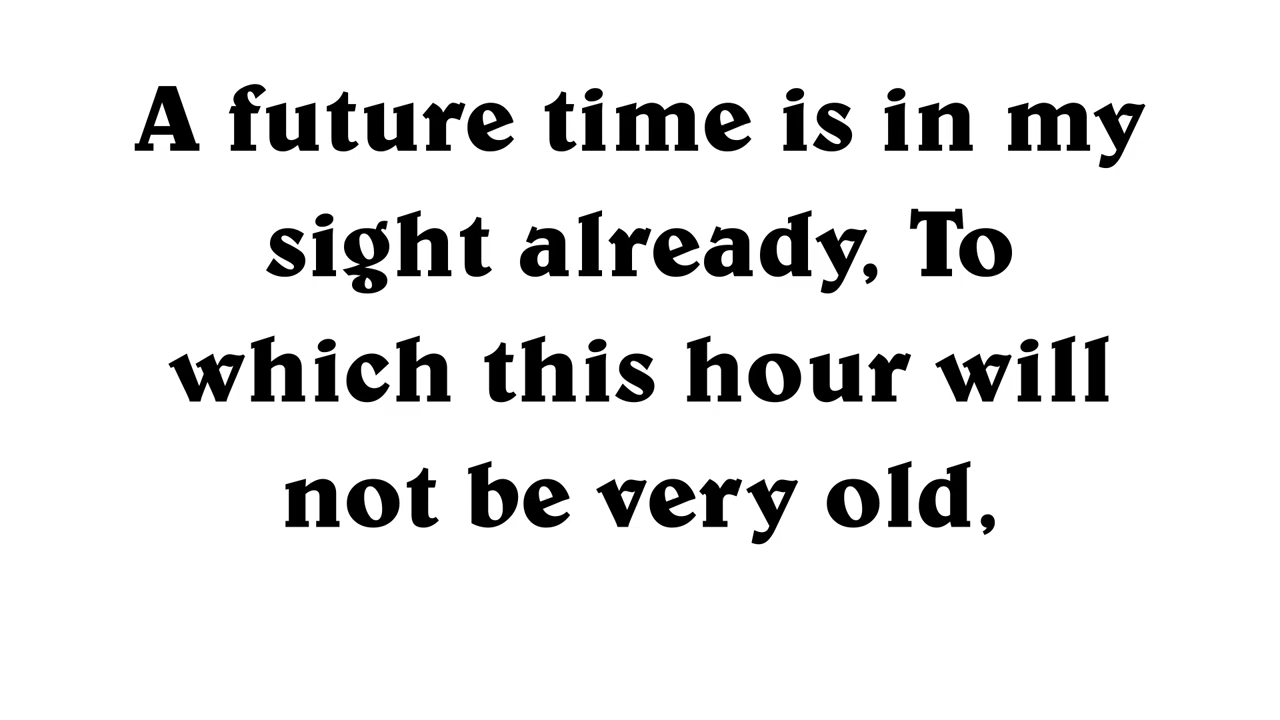 A future time is in my
sight already, To
which this hour will
not be very old,